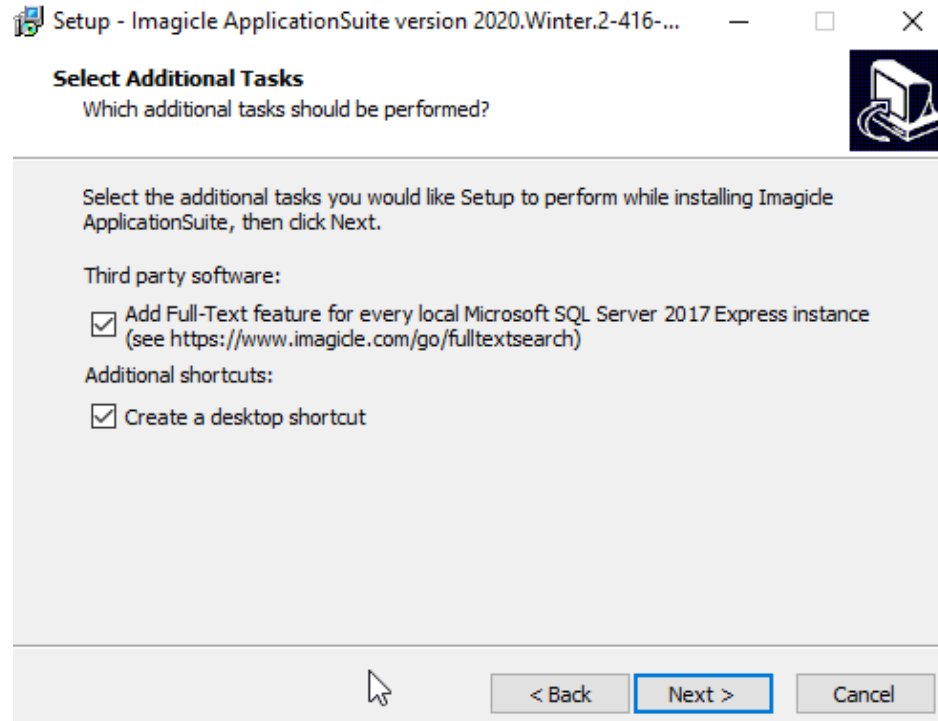 Setup - Imagicle ApplicationSuite version 2020.Winter.2-416-...
Select Additional Tasks
Which additional tasks should be performed?
Select the additional tasks you would like Setup to perform while installing Imagicle
ApplicationSuite, then click Next.
Third party software:
Add Full-Text feature for every local Microsoft SQL Server 2017 Express instance
(see https://www.imagicle.com/go/fulltextsearch)
Additional shortcuts:
Create a desktop shortcut
< Back
Next >
Cancel